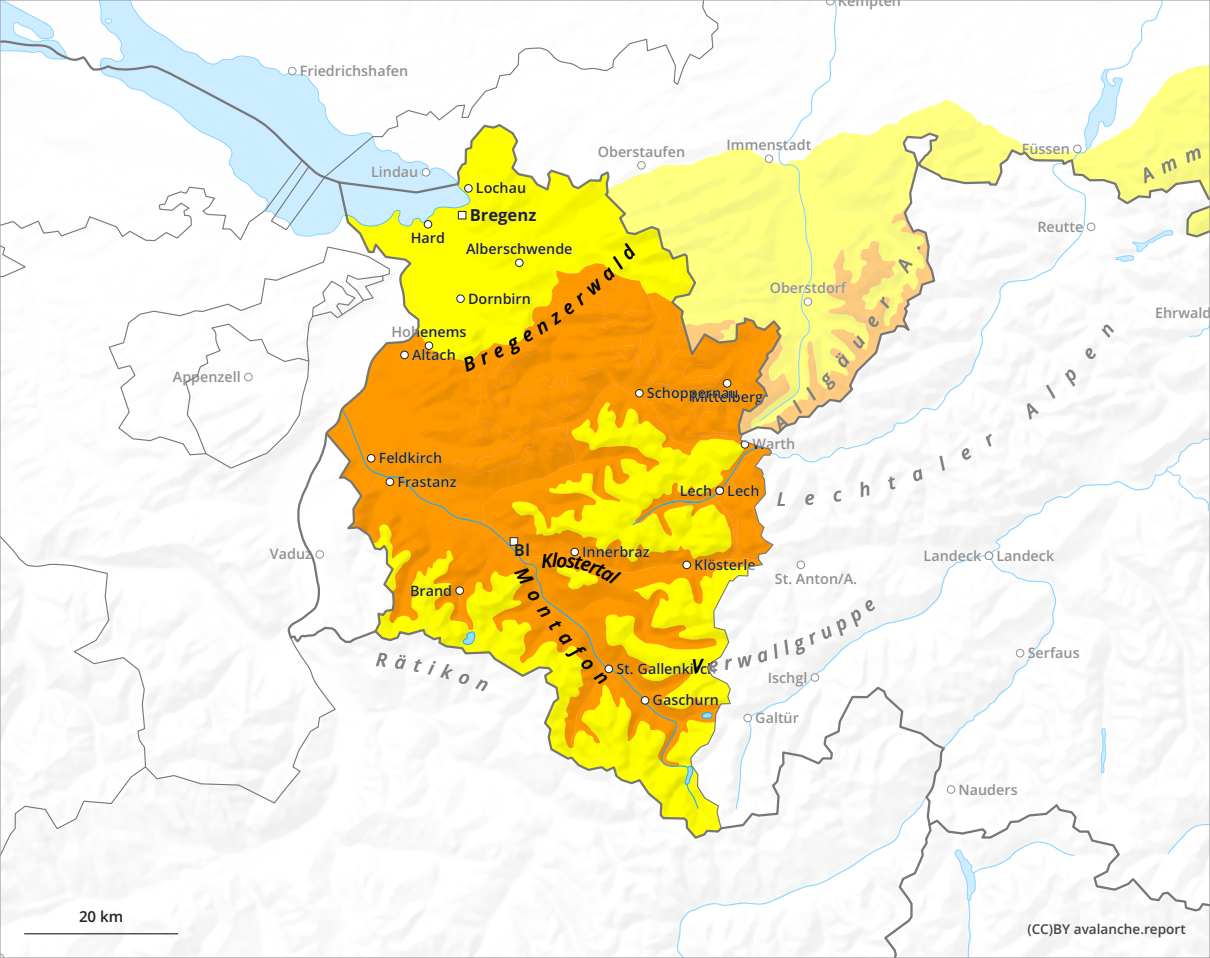 Kempten
Friedrichshafen
Immenstadt
Füssen
Oberstaufen
Amm
Lindau
Lochau
Bregenz
Reutte
Hard
Alberschwende
Oberstdorf
Dornbirn
Bregenzerwald
Allgäuer A.
Ehrwald
Hohenems
Altach
Appenzell
Schoppernau
Mittelberg
Lechtaler Alpen
Warth
Feldkirch
Frastanz
Lech
Lech
Bl
Innerbraz
Klostertal
Klösterle
Vaduz
Landeck
Landeck
St. Anton/A.
Brand
Montafon
Verwallgruppe
Serfaus
Rätikon
St. Gallenkirch
Ischgl
Gaschurn
Galtür
Nauders
20 km
(CC)BY avalanche.report